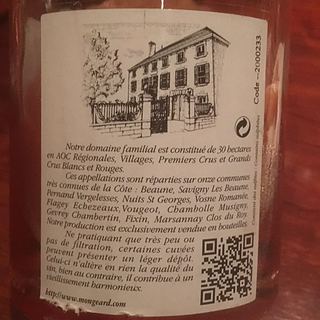 Notre domaine familial est constitué de 30 hectares
en AOC Régionales, Villages, Premiers Crus et Grands
Crus Blancs et Rouges.
Ces appellations sont réparties sur onze communes
très connues de la Côte : Beaune, Savigny Les Beaune,
Pernand Vergelesses, Nuits St Georges, Vosne Romanée,
Flagey Echezeaux, Vougeot, Chambolle Musigny,
Gevrey Chambertin, Fixin, Marsannay Clos du Roy.
Notre production est exclusivement vendue en bouteilles.
Ne pratiquant que très peu ou
pas de filtration, certaines cuvées
peuvent présenter un léger dépôt.
Celui-ci n'altère en rien la qualité du
vin, bien au contraire, il contribue à un
vieillissement harmonieux.
http://www.mongeard.com
Code : 2000233